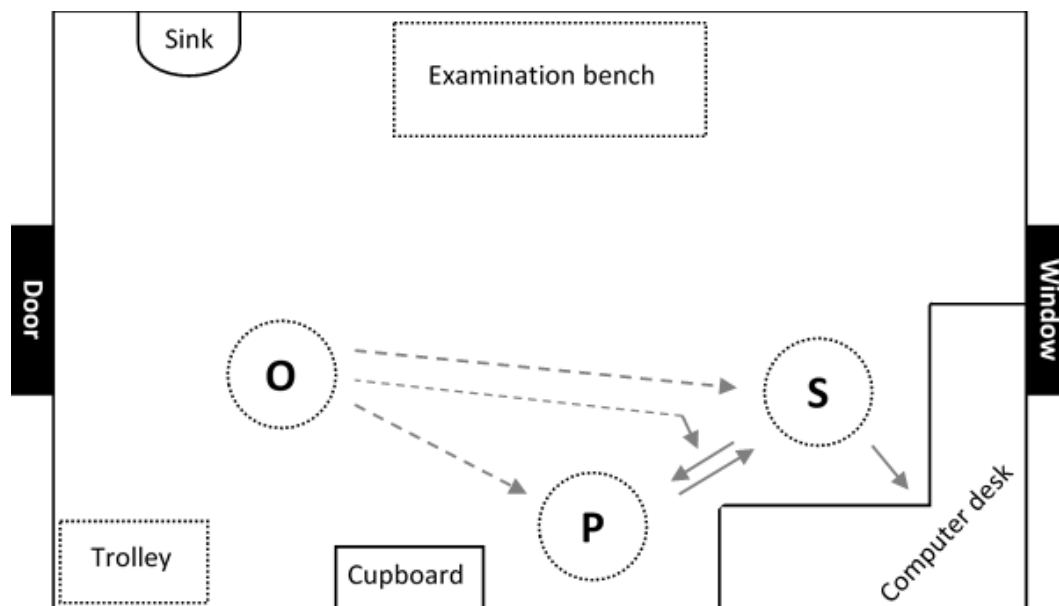 Sink
Examination bench
Door
Window
O
S
P
Trolley
Cupboard
Computer desk